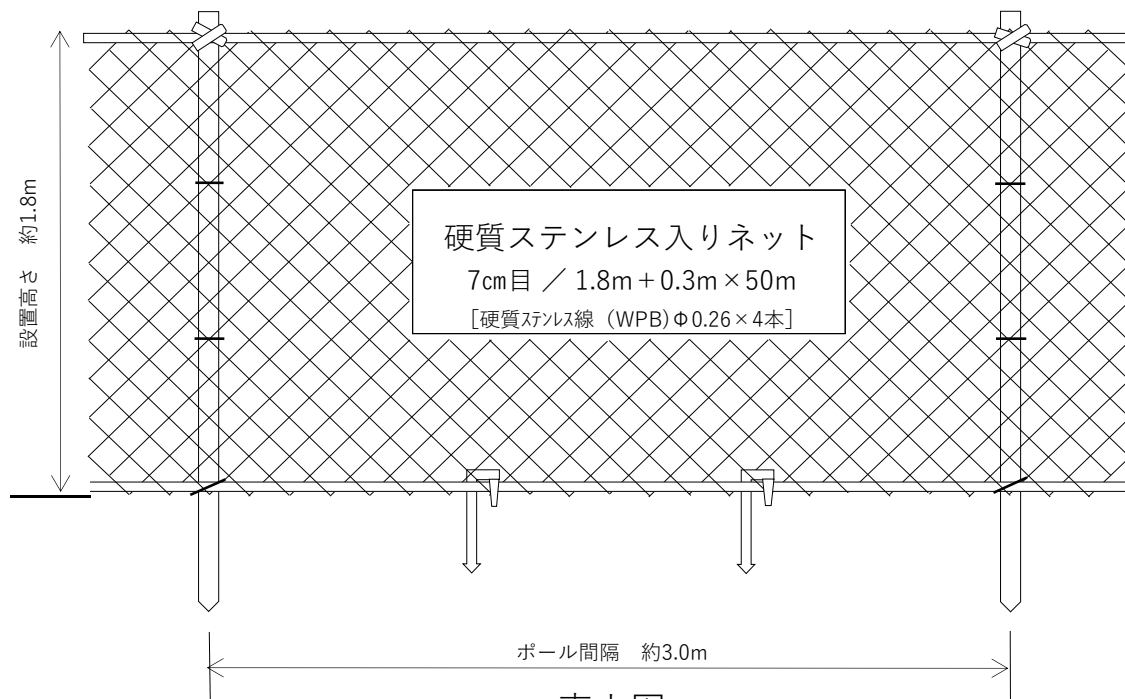 設置高さ 約1.8m
硬質ステンレス入りネット
7㎝目 ／ 1.8m＋0.3m×50m
[硬質ｽﾃﾝﾚｽ線（WPB)Φ0.26×4本]
ポール間隔 約3.0m